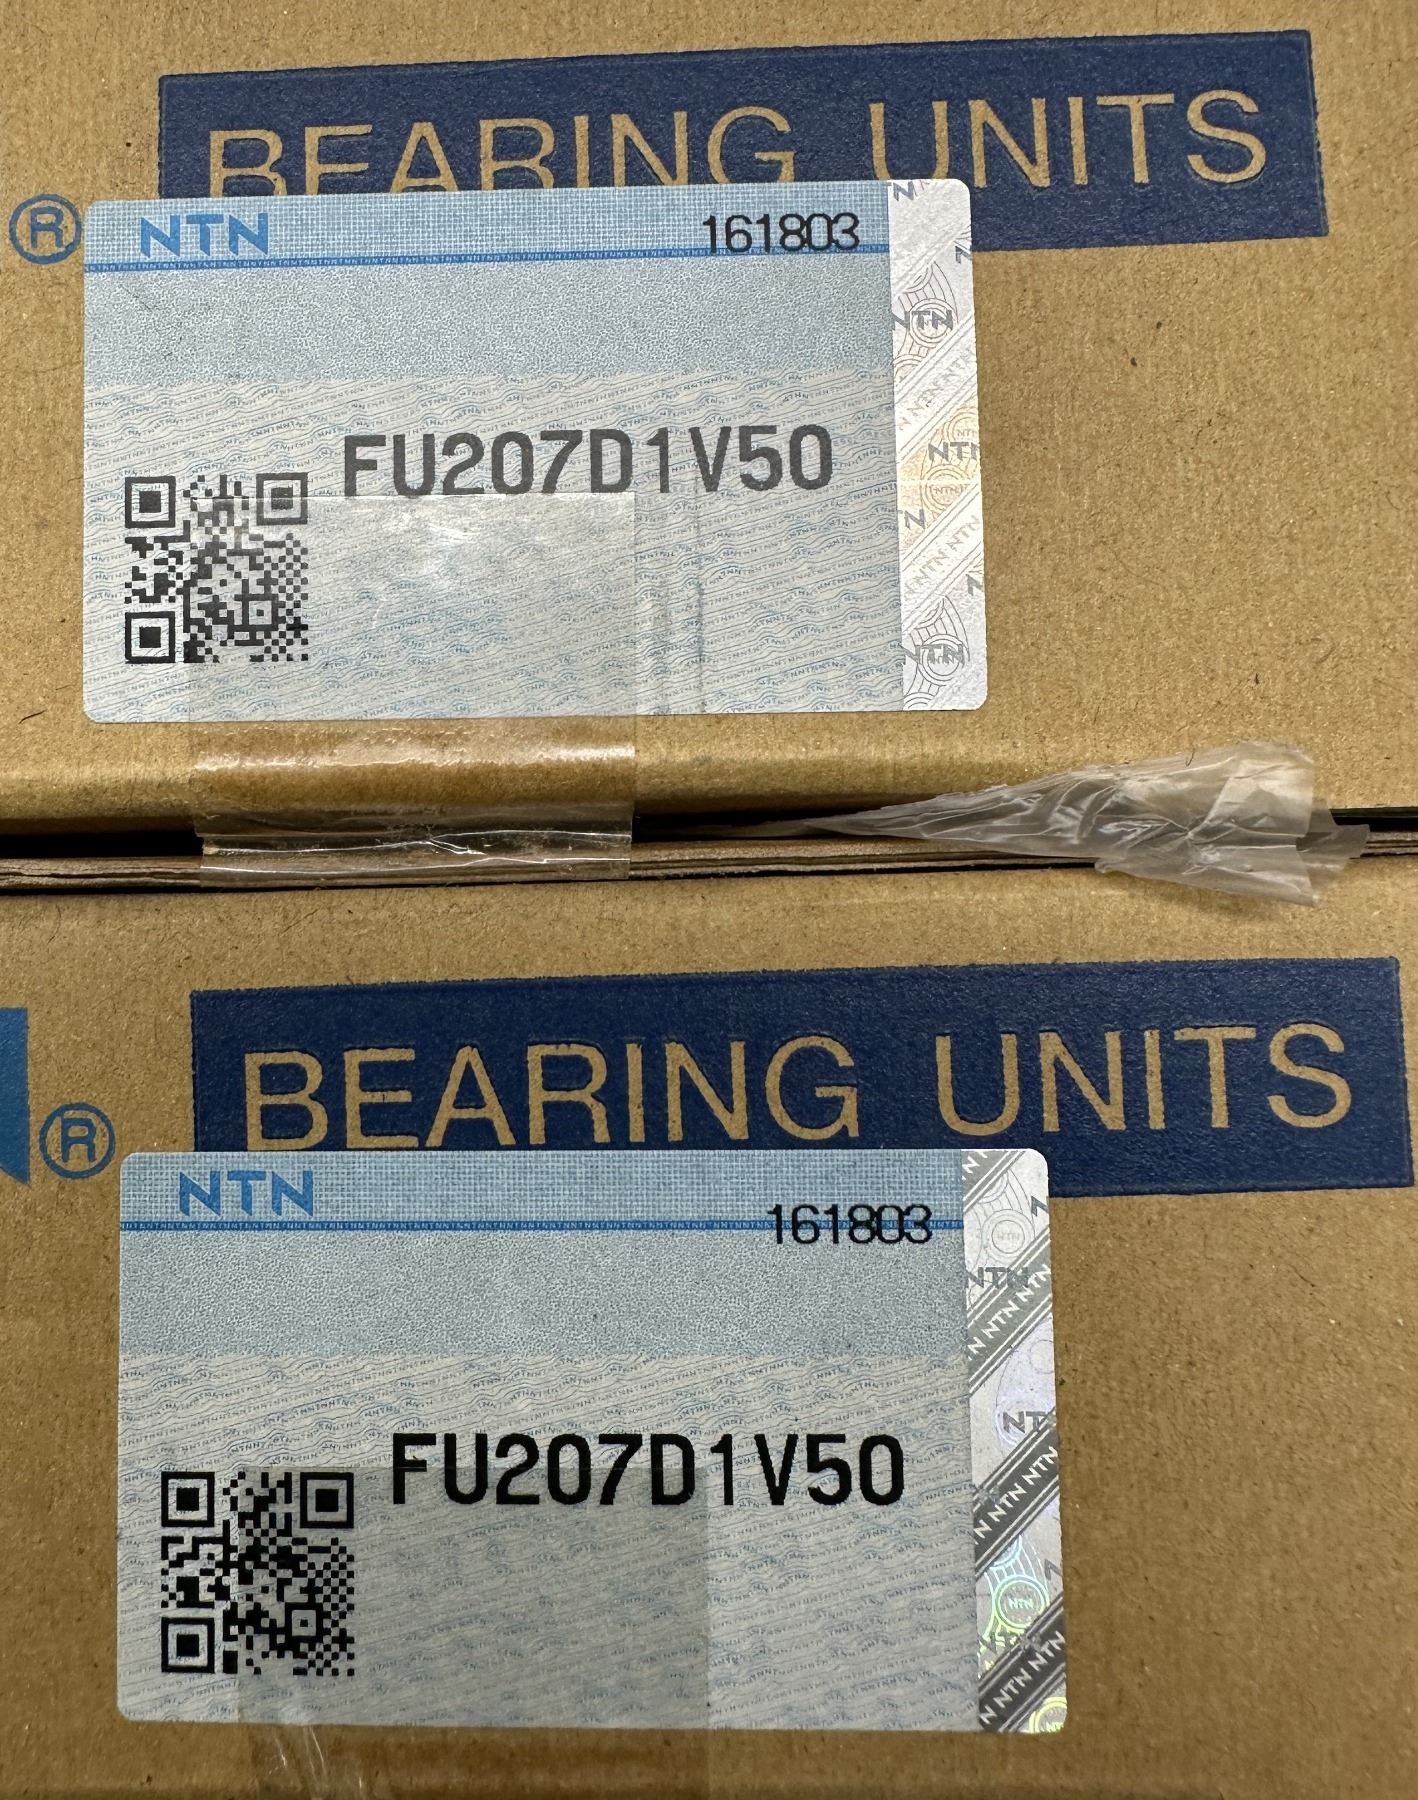 BEARING UNITS
®
NTN
161803
FU207D1V50
BEARING UNITS
®
NTN
161803
FU207D1V50